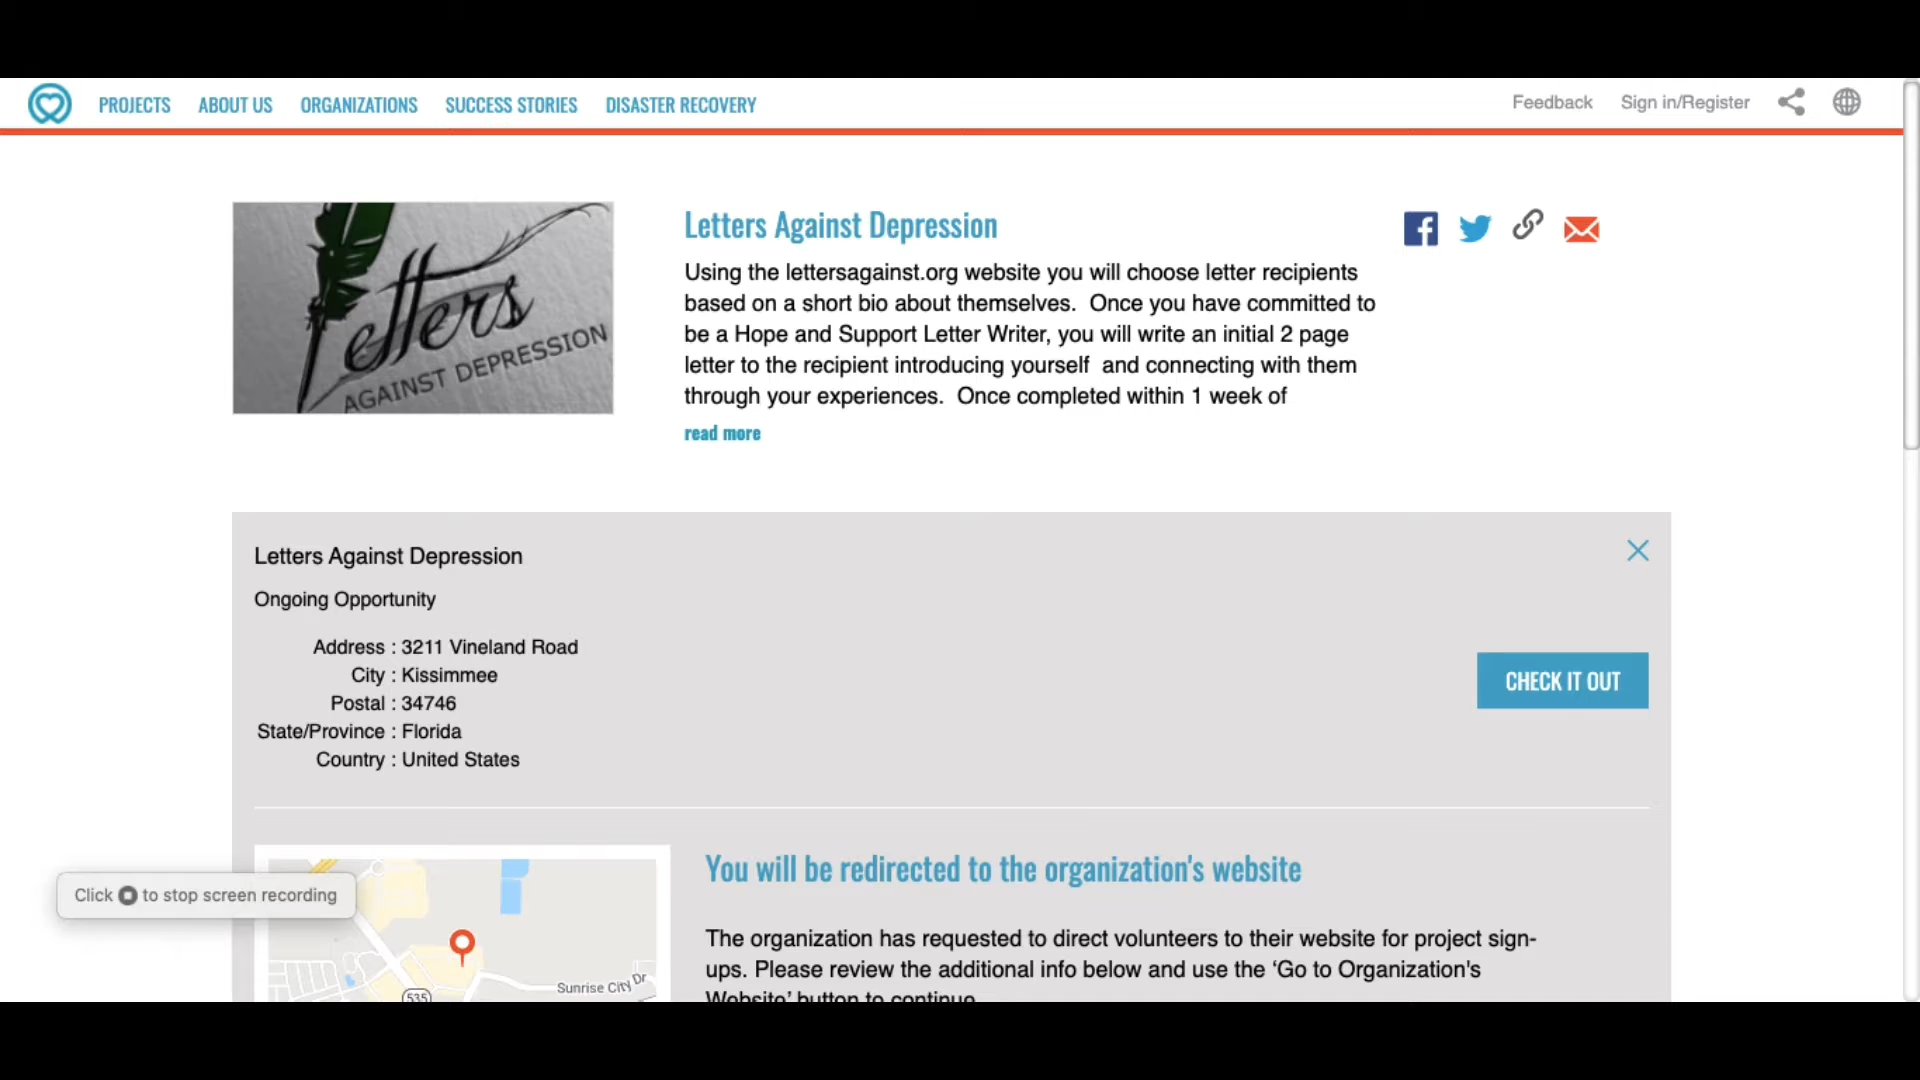 PROJECTS ABOUT US ORGANIZATIONS SUCCESS STORIES DISASTER RECOVERY Feedback Sign in/Register
Letters
AGAINST DEPRESSION
Letters Against Depression
Using the lettersagainst.org website you will choose letter recipients
based on a short bio about themselves.  Once you have committed to
be a Hope and Support Letter Writer, you will write an initial 2 page
letter to the recipient introducing yourself  and connecting with them
through your experiences.  Once completed within 1 week of
read more
Letters Against Depression
Ongoing Opportunity
Address : 3211 Vineland Road
City : Kissimmee
Postal : 34746
State/Province : Florida
Country : United States
CHECK IT OUT
Click to stop screen recording
Sunrise City Dr
535
You will be redirected to the organization's website
The organization has requested to direct volunteers to their website for project sign-
ups. Please review the additional info below and use the ‘Go to Organization's
Website’ button to continue